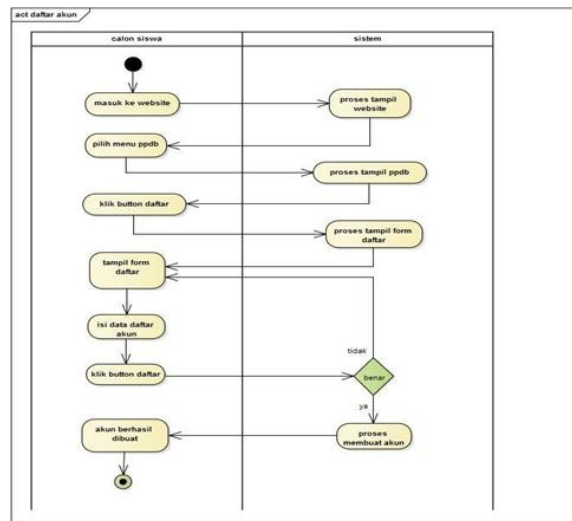 act daftar akun
calon siswa
sistem
masuk ke website
proses tampil
website
pilih menu ppdb
proses tampil ppdb
klik button daftar
proses tampil form
daftar
tampil form
daftar
isi data daftar
akun
tidak
klik button daftar
benar
ya
akun berhasil
dibuat
proses
membuat akun